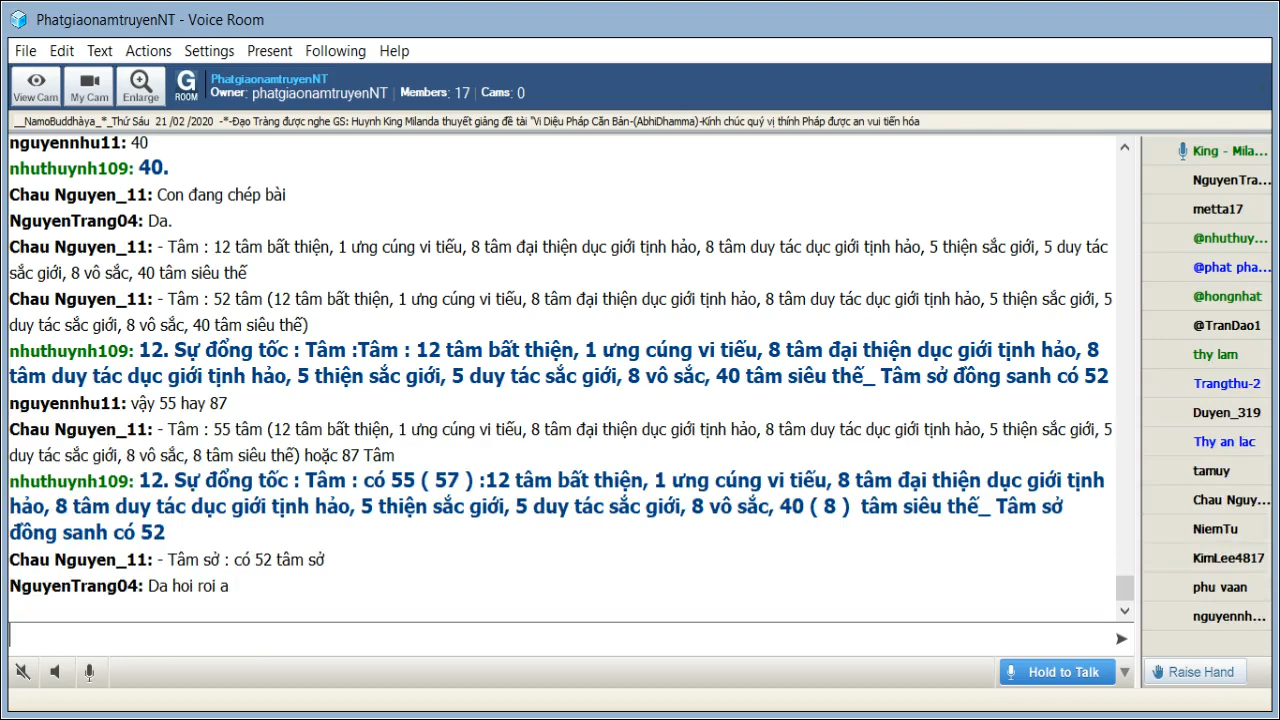 PhatgiaonamtruyenNT - Voice Room
File Edit Text Actions Settings Present Following Help
View Cam My Cam Enlarge G ROOM
PhatgiaonamtruyenNT
Owner: phatgiaonamtruyenNT | Members: 17 | Cams: 0
__NamoBuddhàya_*_Thứ Sáu 21 /02 /2020 -*-Đạo Tràng được nghe GS: Huynh King Milanda thuyết giảng đề tài "Vi Diệu Pháp Căn Bản-(AbhiDhamma)-Kính chúc quý vị thính Pháp được an vui tiến hóa
nguyennhu11: 40
nhuthuynh109: 40.
Chau Nguyen_11: Con đang chép bài
NguyenTrang04: Da.
Chau Nguyen_11: - Tâm : 12 tâm bất thiện, 1 ưng cúng vi tiếu, 8 tâm đại thiện dục giới tịnh hảo, 8 tâm duy tác dục giới tịnh hảo, 5 thiện sắc giới, 5 duy tác
sắc giới, 8 vô sắc, 40 tâm siêu thế
Chau Nguyen_11: - Tâm : 52 tâm (12 tâm bất thiện, 1 ưng cúng vi tiếu, 8 tâm đại thiện dục giới tịnh hảo, 8 tâm duy tác dục giới tịnh hảo, 5 thiện sắc giới, 5
duy tác sắc giới, 8 vô sắc, 40 tâm siêu thế)
nhuthuynh109: 12. Sự đổng tốc : Tâm :Tâm : 12 tâm bất thiện, 1 ưng cúng vi tiếu, 8 tâm đại thiện dục giới tịnh hảo, 8
tâm duy tác dục giới tịnh hảo, 5 thiện sắc giới, 5 duy tác sắc giới, 8 vô sắc, 40 tâm siêu thế_ Tâm sở đồng sanh có 52
nguyennhu11: vậy 55 hay 87
Chau Nguyen_11: - Tâm : 55 tâm (12 tâm bất thiện, 1 ưng cúng vi tiếu, 8 tâm đại thiện dục giới tịnh hảo, 8 tâm duy tác dục giới tịnh hảo, 5 thiện sắc giới, 5
duy tác sắc giới, 8 vô sắc, 8 tâm siêu thế) hoặc 87 Tâm
nhuthuynh109: 12. Sự đổng tốc : Tâm : có 55 ( 57 ) :12 tâm bất thiện, 1 ưng cúng vi tiếu, 8 tâm đại thiện dục giới tịnh
hảo, 8 tâm duy tác dục giới tịnh hảo, 5 thiện sắc giới, 5 duy tác sắc giới, 8 vô sắc, 40 ( 8 ) tâm siêu thế_ Tâm sở
đồng sanh có 52
Chau Nguyen_11: - Tâm sở : có 52 tâm sở
NguyenTrang04: Da hoi roi a
King - Mila...
NguyenTra...
metta17
@nhuthuy...
@phat pha...
@hongnhat
@TranDao1
thy lam
Trangthu-2
Duyen_319
Thy an lac
tamuy
Chau Nguy...
NiemTu
KimLee4817
phu vaan
nguyennh...
Hold to Talk
Raise Hand